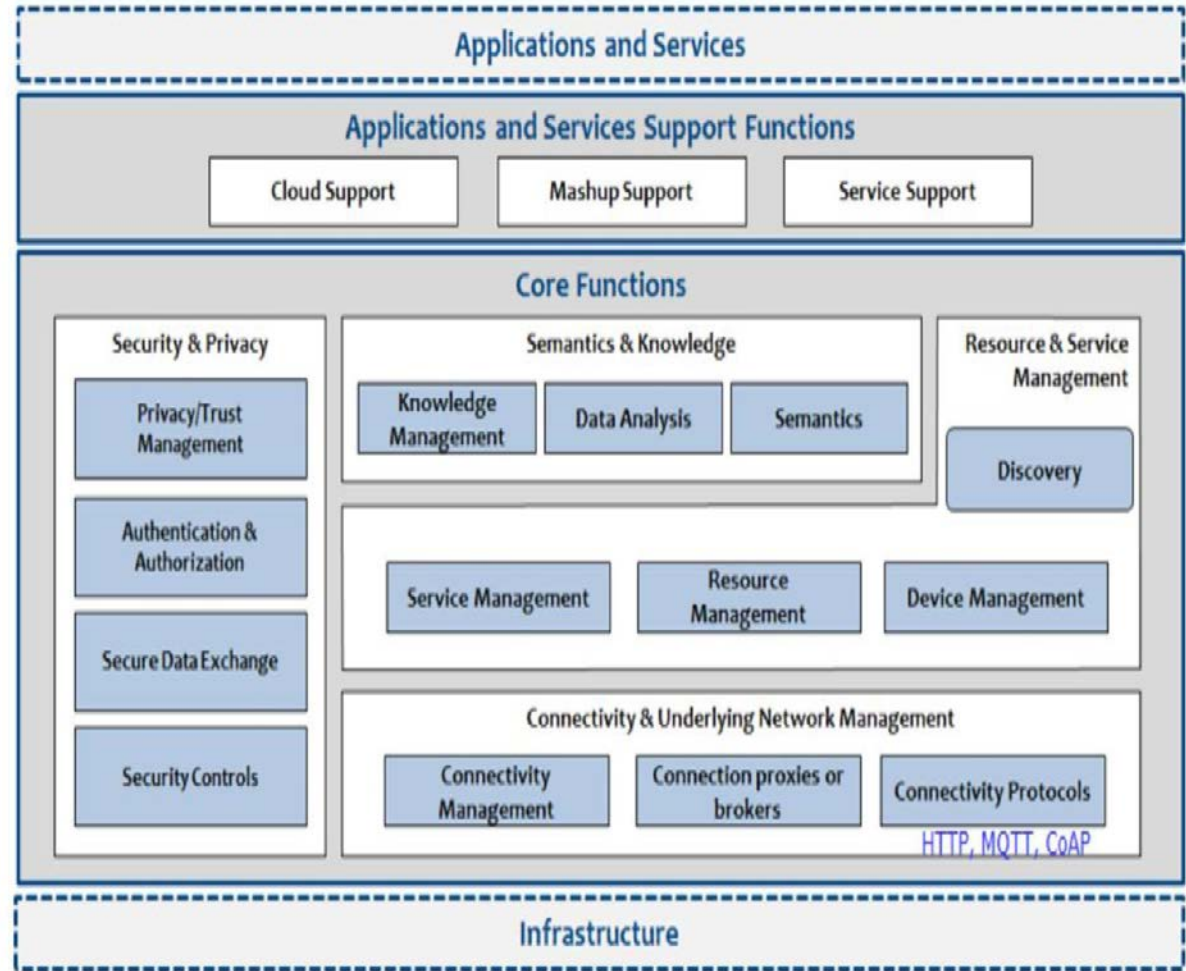 Applications and Services
Applications and Services Support Functions
Cloud Support
Mashup Support
Service Support
Core Functions
Security & Privacy
Privacy/Trust
Management
Authentication &
Authorization
Secure Data Exchange
Security Controls
Semantics & Knowledge
Knowledge
Management
Data Analysis
Semantics
Resource & Service
Management
Discovery
Service Management
Resource
Management
Device Management
Connectivity & Underlying Network Management
Connectivity
Management
Connection proxies or
brokers
Connectivity Protocols
HTTP, MQTT, CoAP
Infrastructure